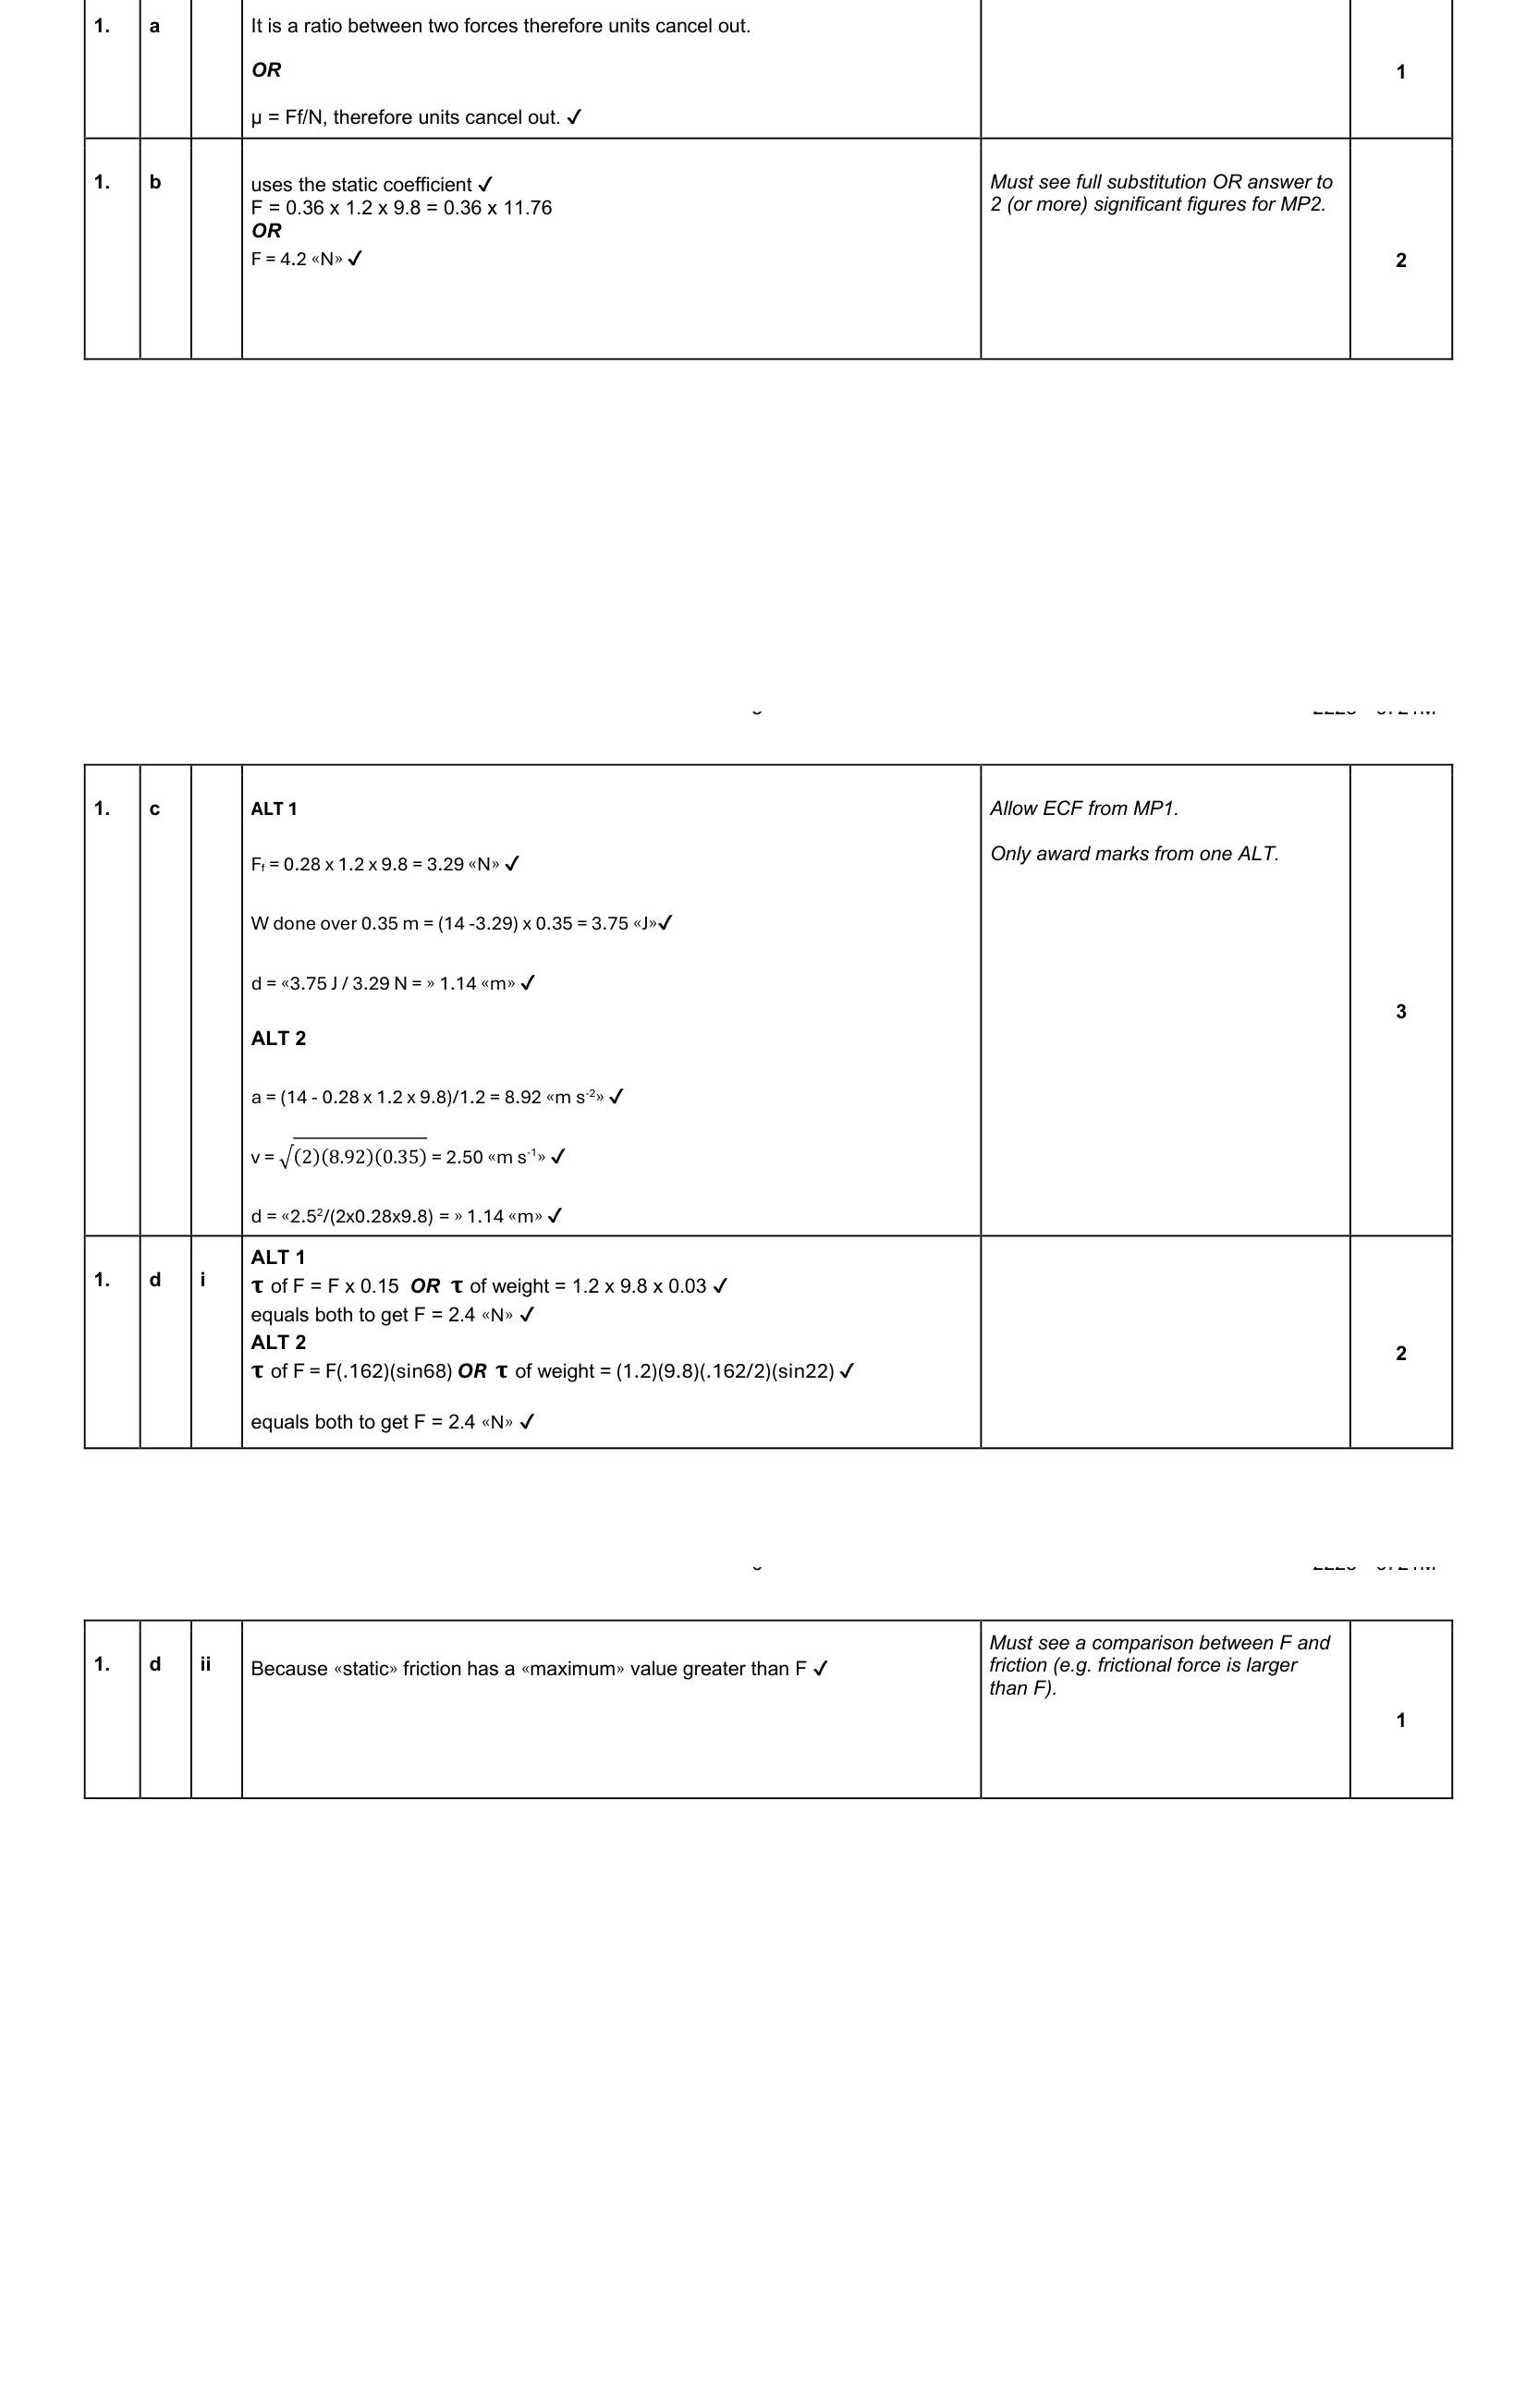 1. a It is a ratio between two forces therefore units cancel out.
OR
1
μ = Ff/N, therefore units cancel out. ✓
1. b uses the static coefficient ✓
F = 0.36 x 1.2 x 9.8 = 0.36 x 11.76
OR
F = 4.2 «N» ✓
Must see full substitution OR answer to
2 (or more) significant figures for MP2.
2
1. c ALT 1
Ff = 0.28 x 1.2 x 9.8 = 3.29 «N» ✓
W done over 0.35 m = (14 -3.29) x 0.35 = 3.75 «J»✓
d = «3.75 J / 3.29 N = » 1.14 «m» ✓
ALT 2
a = (14 - 0.28 x 1.2 x 9.8)/1.2 = 8.92 «m s⁻²» ✓
v = √(2)(8.92)(0.35) = 2.50 «m s⁻¹» ✓
d = «2.5²/(2x0.28x9.8) = » 1.14 «m» ✓
Allow ECF from MP1.
Only award marks from one ALT.
3
1. d i ALT 1
τ of F = F x 0.15 OR τ of weight = 1.2 x 9.8 x 0.03 ✓
equals both to get F = 2.4 «N» ✓
ALT 2
τ of F = F(.162)(sin68) OR τ of weight = (1.2)(9.8)(.162/2)(sin22) ✓
equals both to get F = 2.4 «N» ✓
2
1. d ii Because «static» friction has a «maximum» value greater than F ✓
Must see a comparison between F and
friction (e.g. frictional force is larger
than F).
1